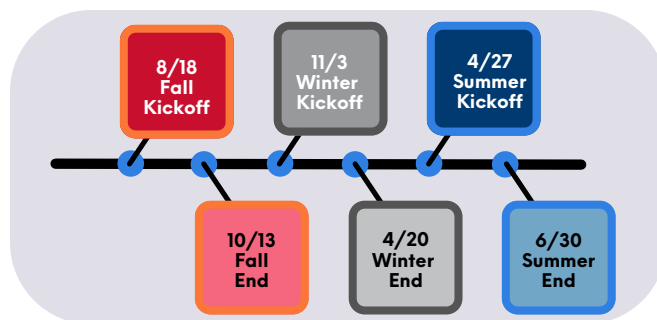 8/18
Fall
Kickoff
11/3
Winter
Kickoff
4/27
Summer
Kickoff
10/13
Fall
End
4/20
Winter
End
6/30
Summer
End